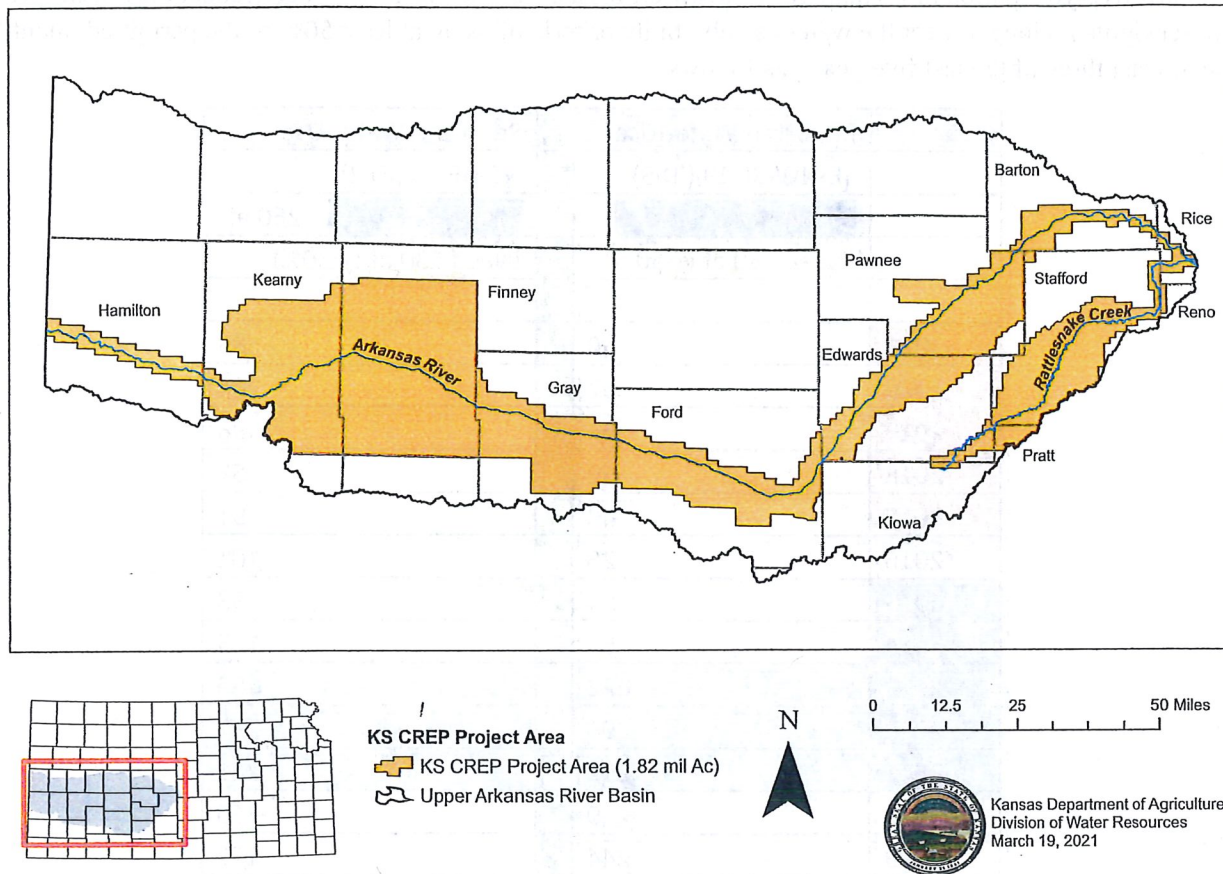 Barton
Rice
Pawnee
Kearny
Stafford
Finney
Hamilton
Reno
Rattlesnake Creek
Arkansas River
Edwards
Gray
Ford
Pratt
Kiowa
N
0 12.5 25 50 Miles
KS CREP Project Area
KS CREP Project Area (1.82 mil Ac)
Upper Arkansas River Basin
Kansas Department of Agriculture
Division of Water Resources
March 19, 2021